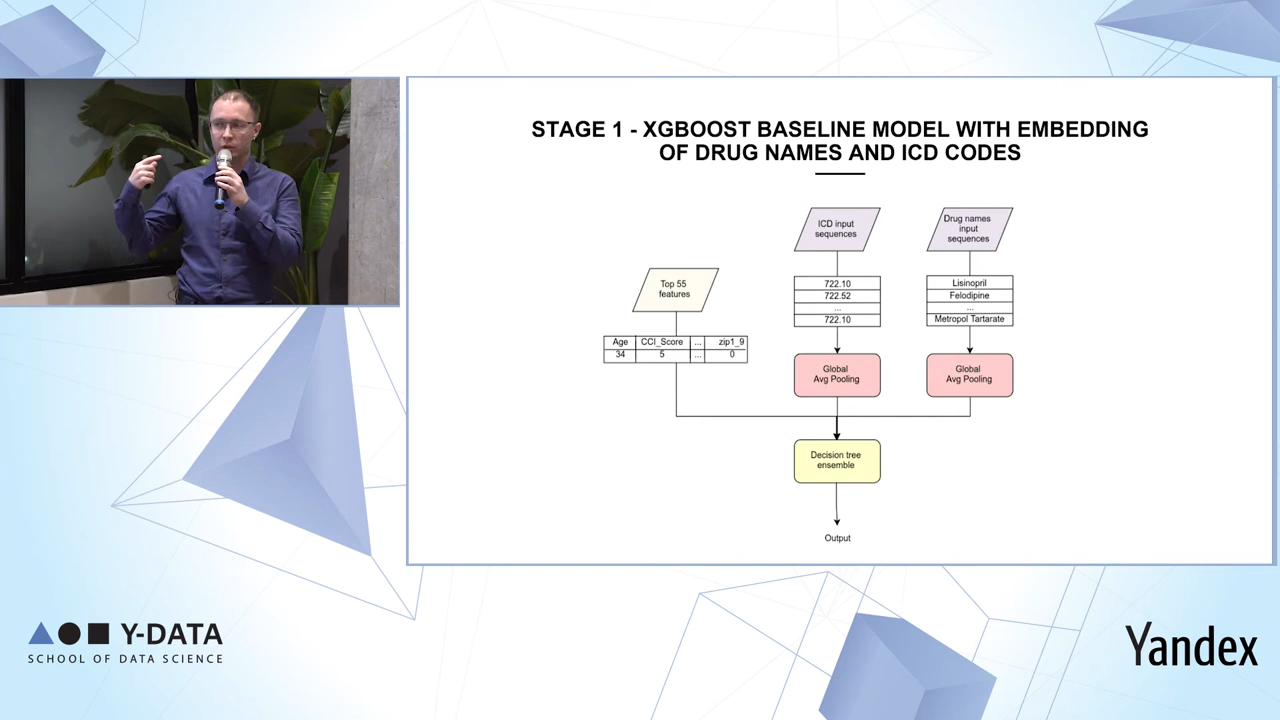 STAGE 1 - XGBOOST BASELINE MODEL WITH EMBEDDING
OF DRUG NAMES AND ICD CODES
ICD input
sequences
Drug names
input
sequences
Top 55
features
722.10
722.52
...
722.10
Lisinopril
Felodipine
...
Metropol Tartarate
Age CCI_Score ... zip1_9
34 5 ... 0
Global
Avg Pooling
Global
Avg Pooling
Decision tree
ensemble
Output
Y-DATA
SCHOOL OF DATA SCIENCE
Yandex